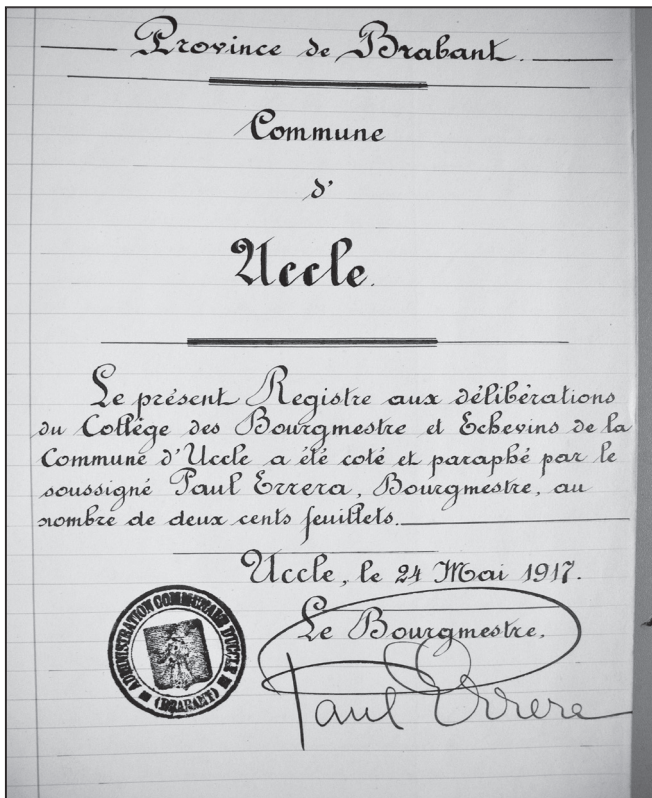 Province de Brabant.
Commune
d'
Uccle.
Le présent Registre aux délibérations
du Collège des Bourgmestre et Echevins de la
Commune d'Uccle a été coté et paraphé par le
soussigné Paul Errera, Bourgmestre, au
nombre de deux cents feuillets.
Uccle, le 24 Mai 1917.
Le Bourgmestre,
ADMINISTRATION COMMUNALE D'UCCLE
(BRABANT)
Paul Errera